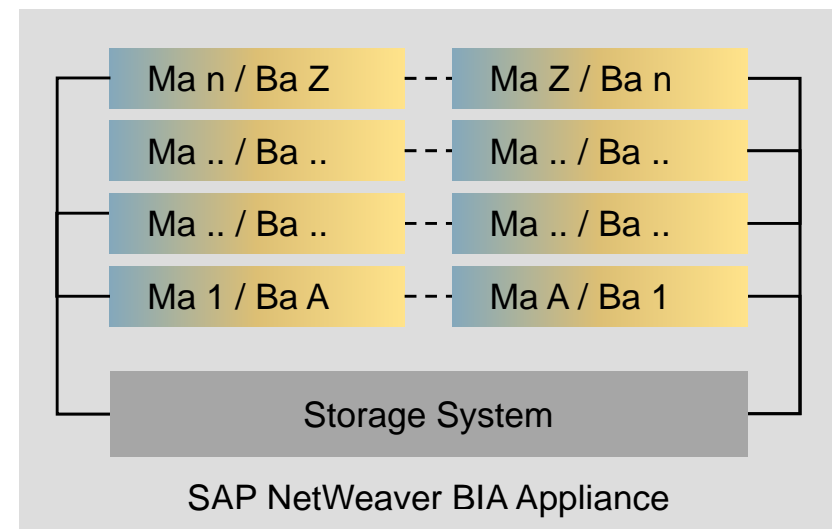 Ma n / Ba Z
Ma Z / Ba n
Ma .. / Ba ..
Ma .. / Ba ..
Ma .. / Ba ..
Ma .. / Ba ..
Ma 1 / Ba A
Ma A / Ba 1
Storage System
SAP NetWeaver BIA Appliance